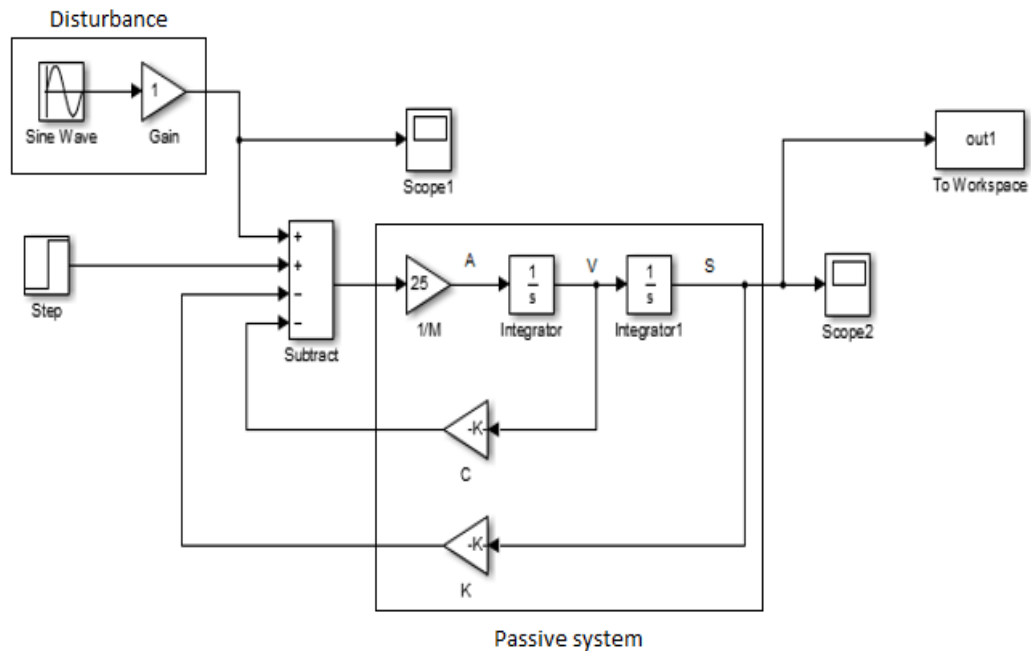 Disturbance
1
Sine Wave
Gain
Scope1
out1
To Workspace
+
+
−
−
Step
Subtract
25
1/M
A
1
s
Integrator
V
1
s
Integrator1
S
Scope2
-K
C
-K
K
Passive system